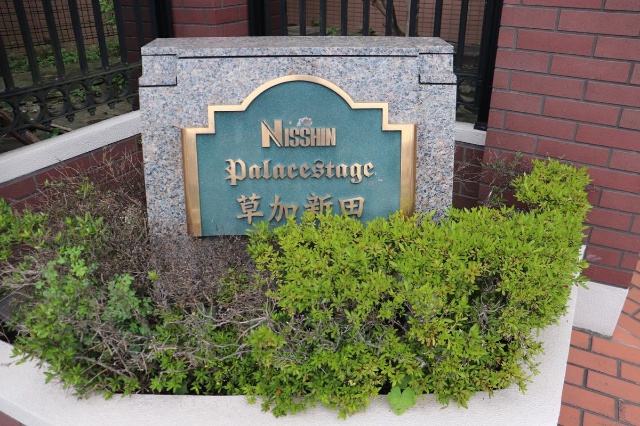 NISSHIN
Palacestage
草加新田